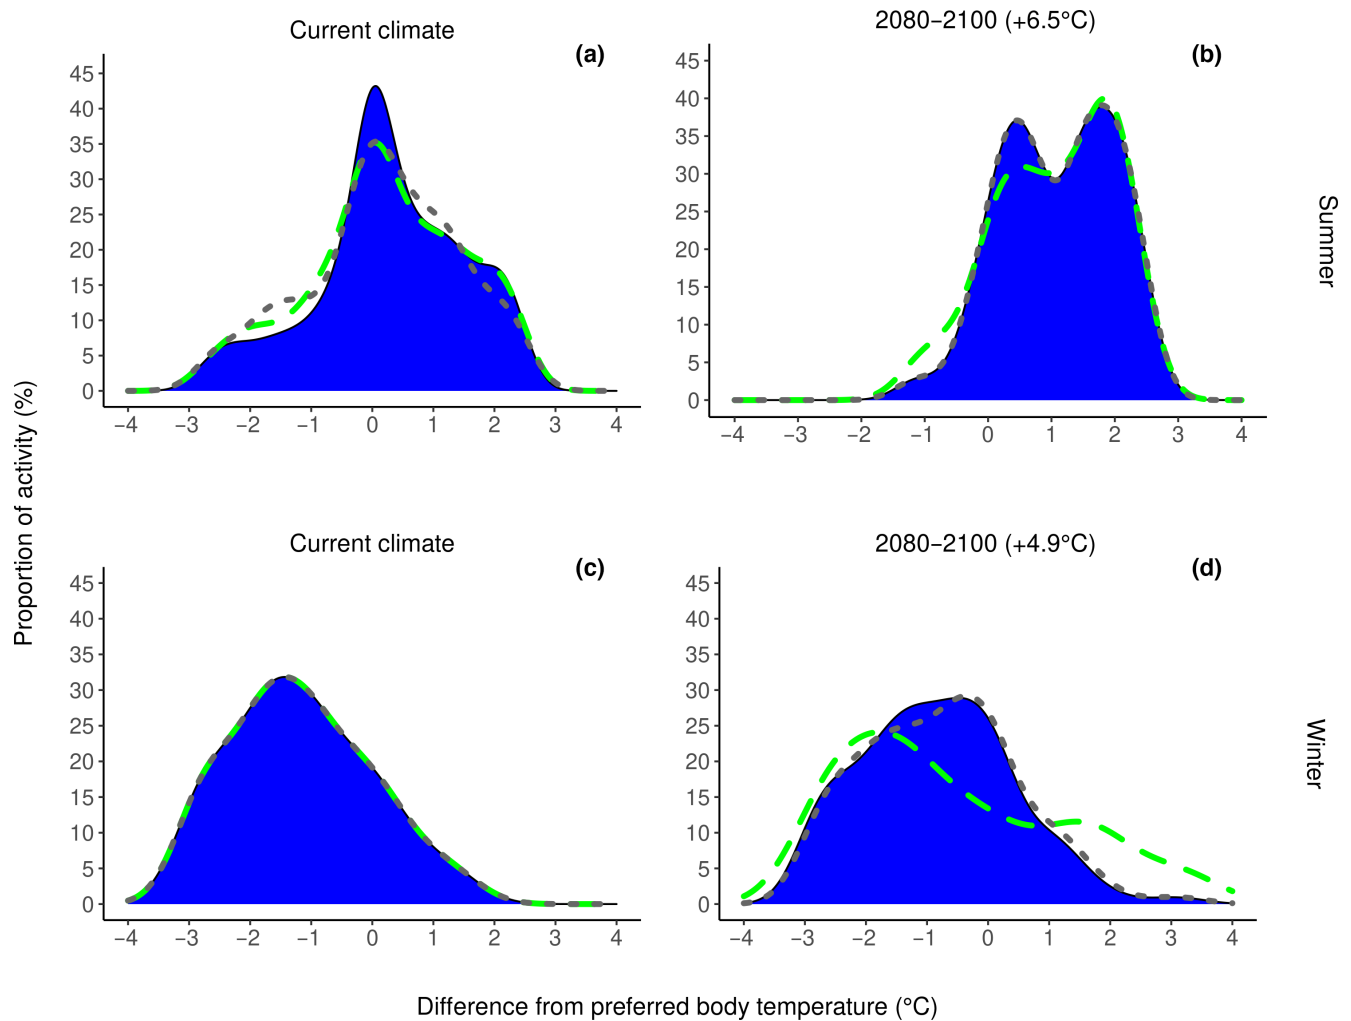 Current climate
(a)
45
40
35
30
25
20
15
10
5
0
−4 −3 −2 −1 0 1 2 3 4
2080−2100 (+6.5°C)
(b)
45
40
35
30
25
20
15
10
5
0
−4 −3 −2 −1 0 1 2 3 4
Summer
Proportion of activity (%)
Current climate
(c)
45
40
35
30
25
20
15
10
5
0
−4 −3 −2 −1 0 1 2 3 4
2080−2100 (+4.9°C)
(d)
45
40
35
30
25
20
15
10
5
0
−4 −3 −2 −1 0 1 2 3 4
Winter
Difference from preferred body temperature (°C)